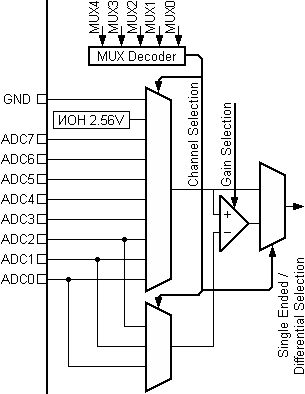 MUX4
MUX3
MUX2
MUX1
MUX0
MUX Decoder
GND
ИОН 2.56V
ADC7
ADC6
ADC5
ADC4
ADC3
ADC2
ADC1
ADC0
Channel Selection
Gain Selection
+
−
Single Ended /
Differential Selection